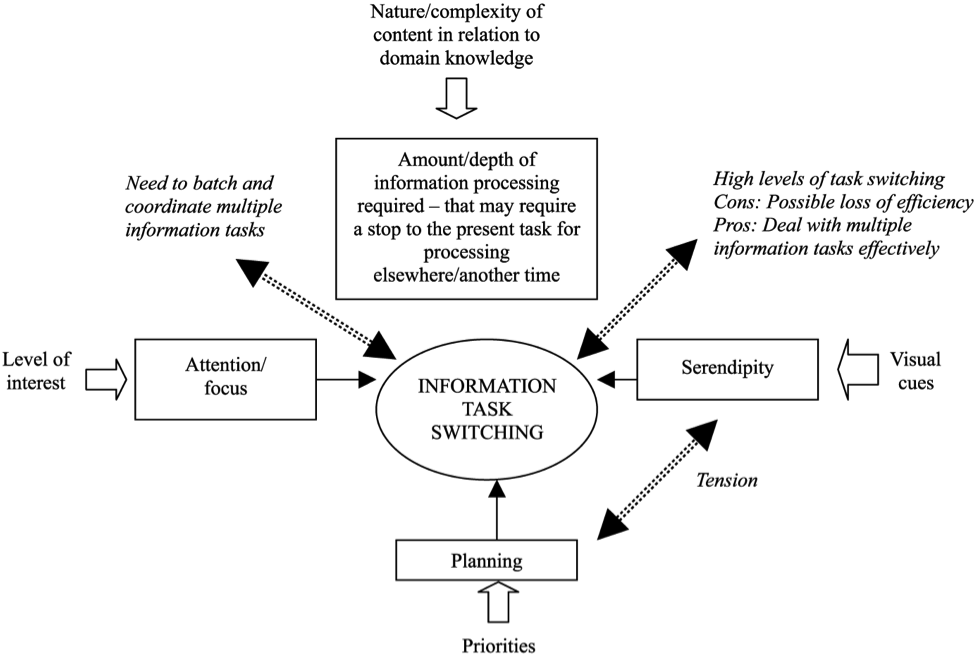 Nature/complexity of
content in relation to
domain knowledge
Amount/depth of
information processing
required – that may require
a stop to the present task for
processing
elsewhere/another time
Need to batch and
coordinate multiple
information tasks
High levels of task switching
Cons: Possible loss of efficiency
Pros: Deal with multiple
information tasks effectively
Level of
interest
Attention/
focus
INFORMATION
TASK
SWITCHING
Serendipity
Visual
cues
Tension
Planning
Priorities